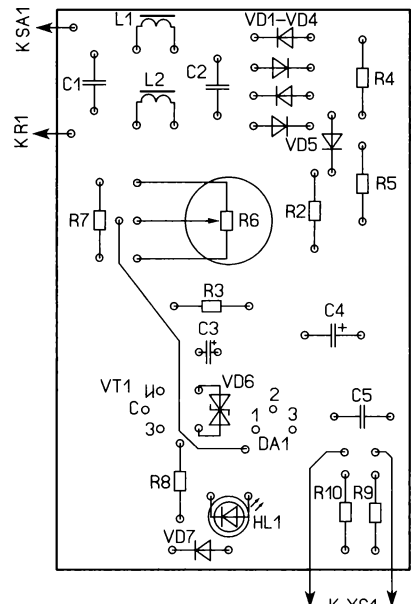 К SA1
L1
VD1–VD4
C1
L2
C2
R4
К R1
VD5
R5
R7
R6
R2
R3
C4
+
C3
+
VT1
И
VD6
C5
С
2
1
3
З
DA1
R8
R10
R9
HL1
VD7
К XS1